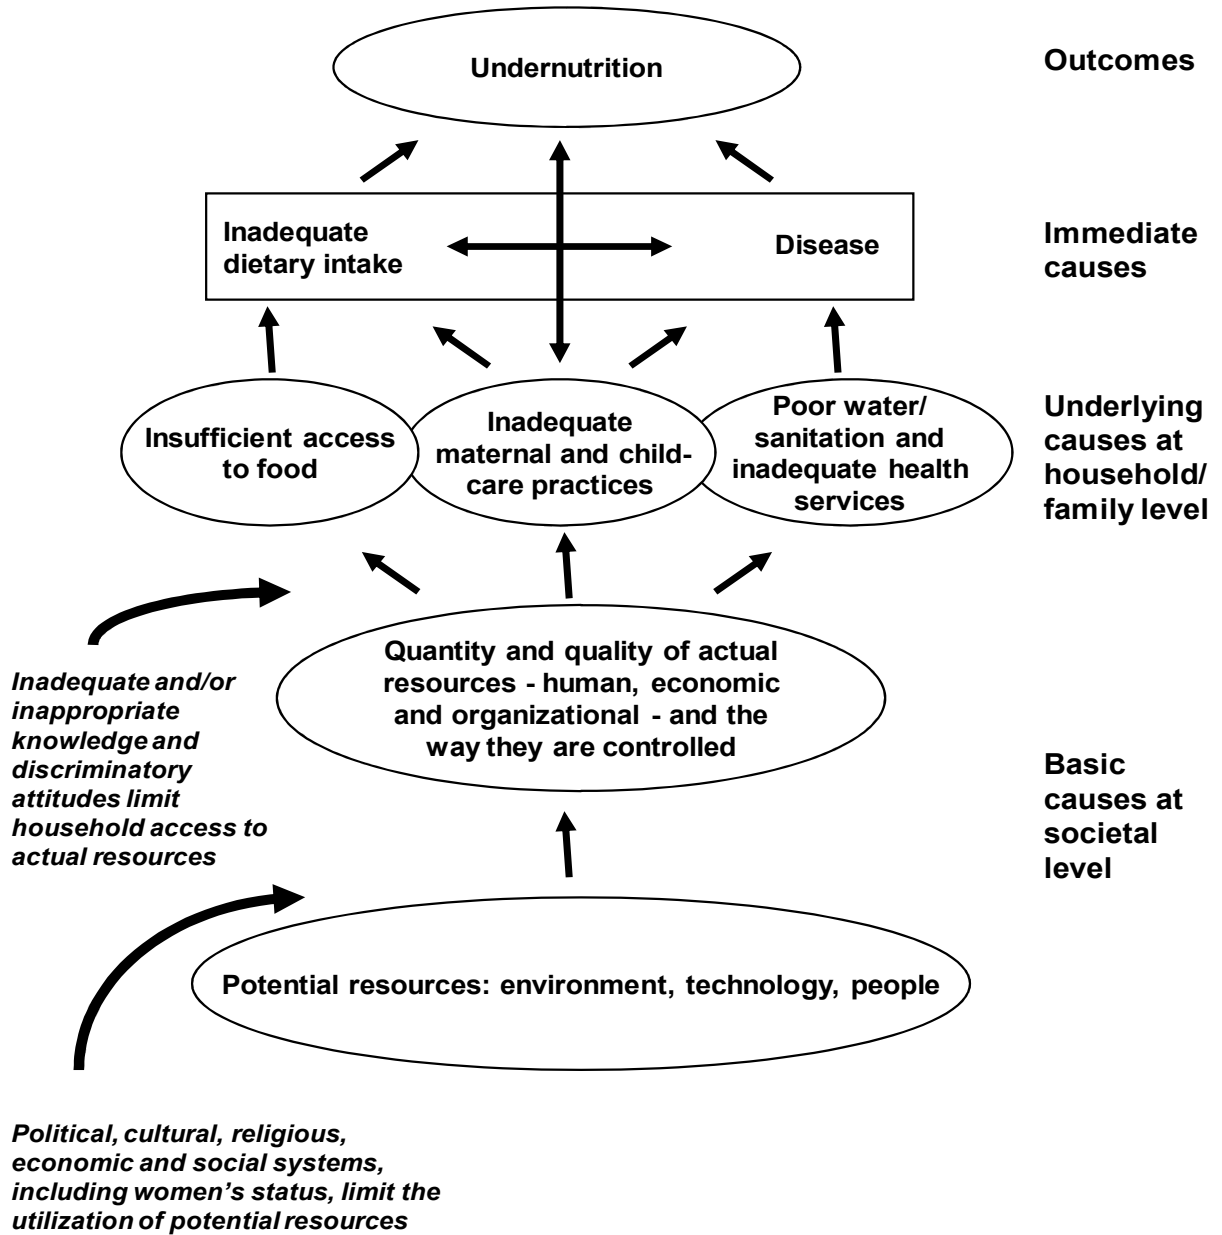 Undernutrition
Outcomes
Inadequate
dietary intake
Disease
Immediate
causes
Insufficient access
to food
Inadequate
maternal and child-
care practices
Poor water/
sanitation and
inadequate health
services
Underlying
causes at
household/
family level
Quantity and quality of actual
resources - human, economic
and organizational - and the
way they are controlled
Inadequate and/or
inappropriate
knowledge and
discriminatory
attitudes limit
household access to
actual resources
Basic
causes at
societal
level
Potential resources: environment, technology, people
Political, cultural, religious,
economic and social systems,
including women’s status, limit the
utilization of potential resources